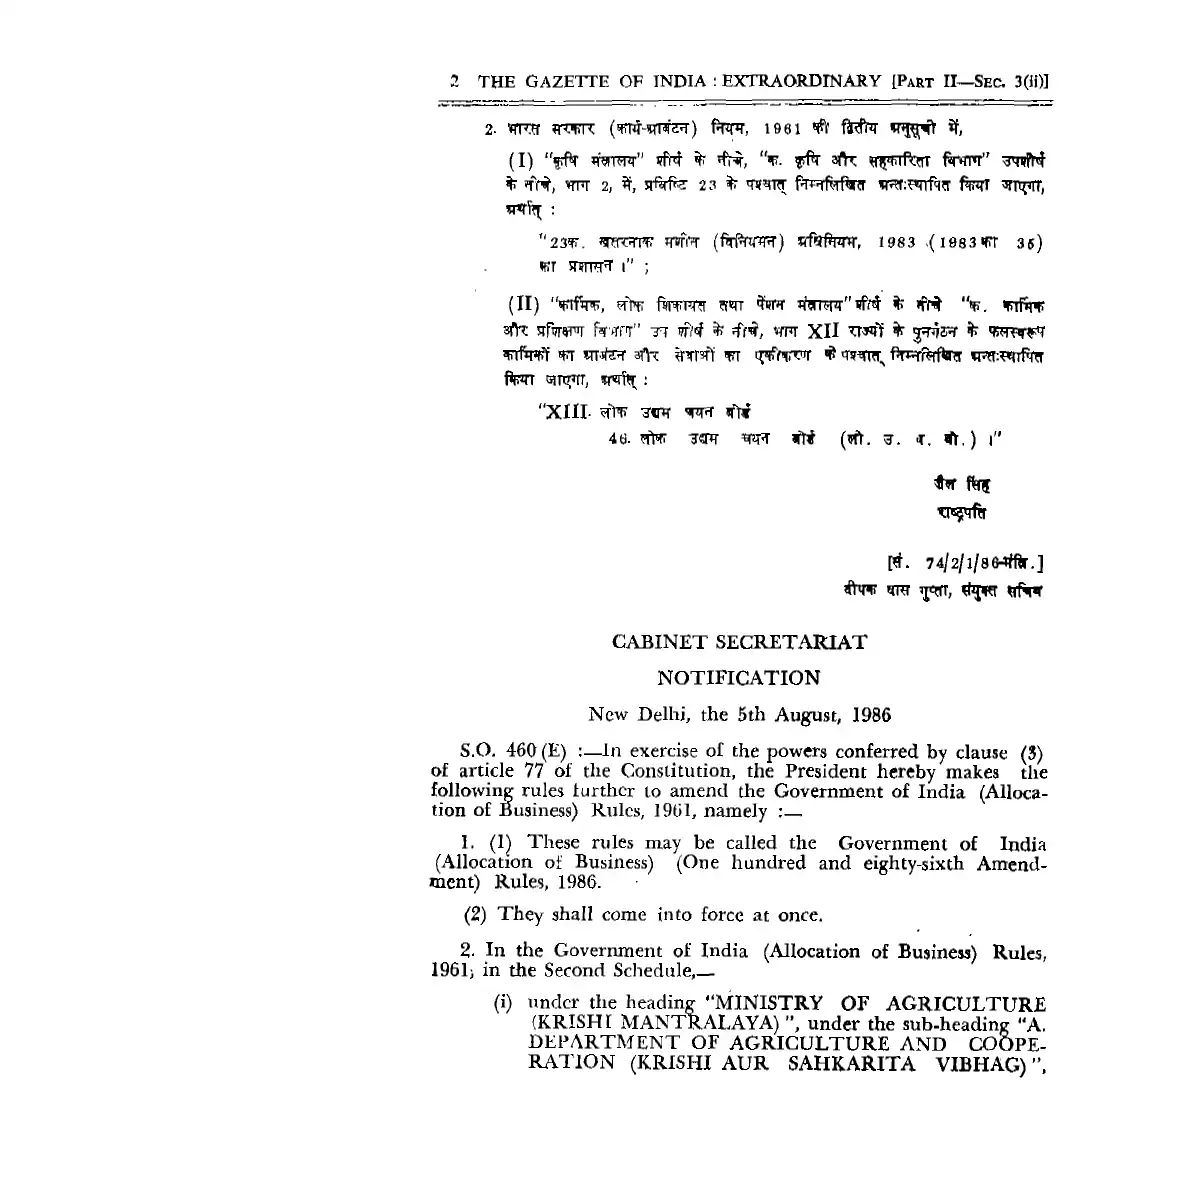 2 THE GAZETTE OF INDIA : EXTRAORDINARY [PART II—SEC. 3(ii)]
2. भारत सरकार (कार्य-आबंटन) नियम, 1961 की द्वितीय अनुसूची में,
(I) "कृषि मंत्रालय" शीर्ष के नीचे, "क. कृषि और सहकारिता विभाग" उपशीर्ष
के नीचे, भाग 2, में, प्रविष्टि 23 के पश्चात् निम्नलिखित अन्त:स्थापित किया जाएगा,
अर्थात् :
"23क. खतरनाक मशीन (विनियमन) अधिनियम, 1983 (1983 का 35)
का प्रशासन ।" ;
(II) "कार्मिक, लोक शिकायत तथा पेंशन मंत्रालय" शीर्ष के नीचे "क. कार्मिक
और प्रशिक्षण विभाग" उप शीर्ष के नीचे, भाग XII राज्यों के पुनर्गठन के फलस्वरूप
कार्मिकों का आबंटन और सेवाओं का एकीकरण के पश्चात् निम्नलिखित अन्त:स्थापित
किया जाएगा, अर्थात् :
"XIII. लोक उद्यम चयन बोर्ड
46. लोक उद्यम चयन बोर्ड (लो. उ. च. बो.) ।"
जैल सिंह
राष्ट्रपति
[सं. 74/2/1/86-मंत्रि.]
दीपक दास गुप्ता, संयुक्त सचिव
CABINET SECRETARIAT
NOTIFICATION
New Delhi, the 5th August, 1986
S.O. 460 (E) :—In exercise of the powers conferred by clause (3)
of article 77 of the Constitution, the President hereby makes the
following rules further to amend the Government of India (Alloca-
tion of Business) Rules, 1961, namely :—
1. (1) These rules may be called the Government of India
(Allocation of Business) (One hundred and eighty-sixth Amend-
ment) Rules, 1986.
(2) They shall come into force at once.
2. In the Government of India (Allocation of Business) Rules,
1961, in the Second Schedule,—
(i) under the heading "MINISTRY OF AGRICULTURE
(KRISHI MANTRALAYA) ", under the sub-heading "A.
DEPARTMENT OF AGRICULTURE AND COOPE-
RATION (KRISHI AUR SAHKARITA VIBHAG) ",